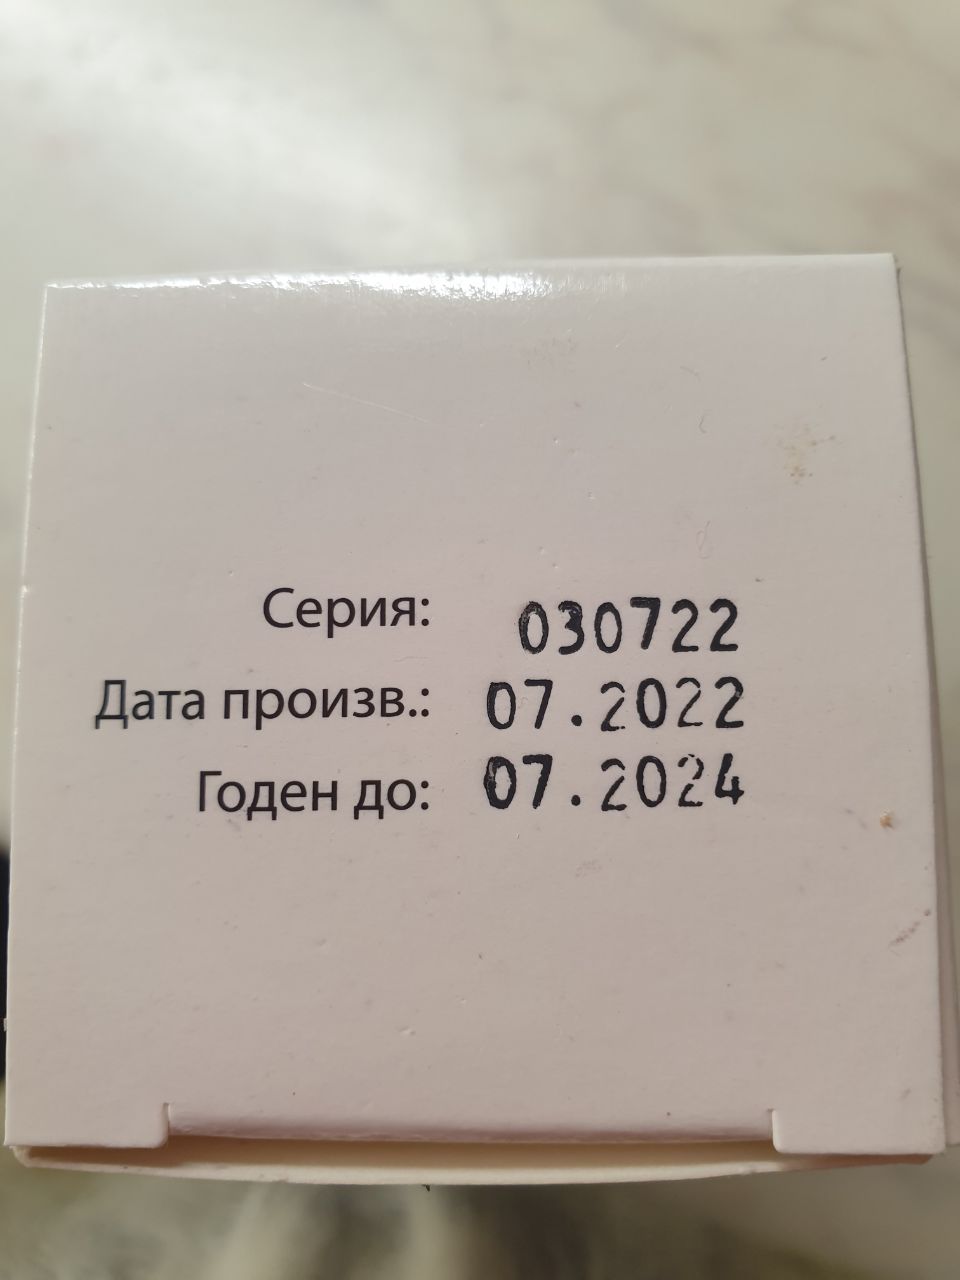 Серия: 030722
Дата произв.: 07.2022
Годен до: 07.2024